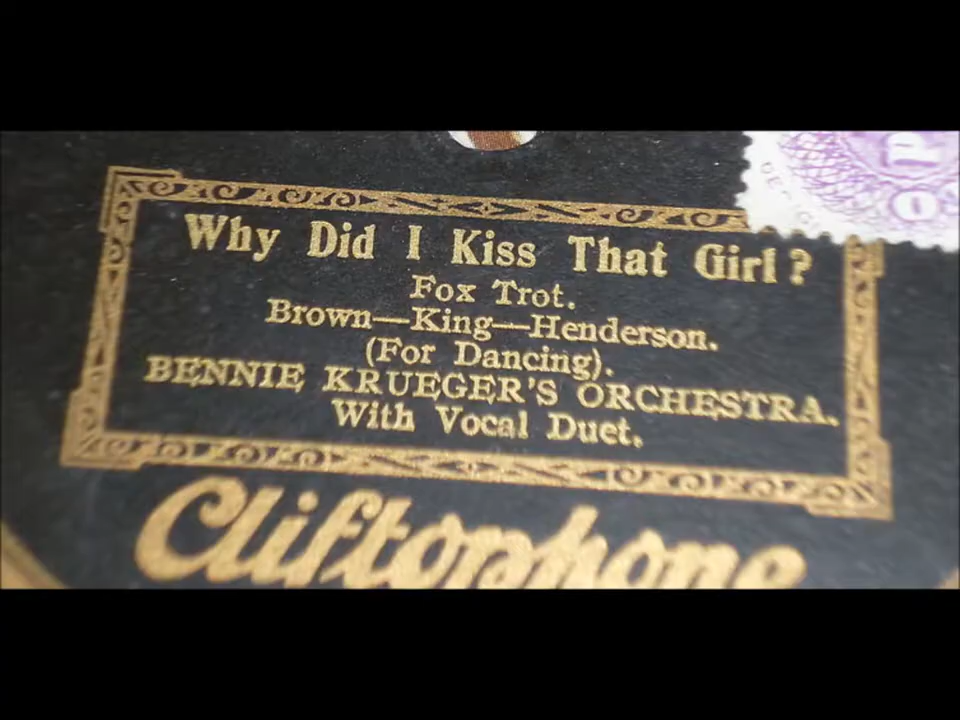 Why Did I Kiss That Girl?
Fox Trot.
Brown—King—Henderson.
(For Dancing).
BENNIE KRUEGER'S ORCHESTRA.
With Vocal Duet.
Cliftophone